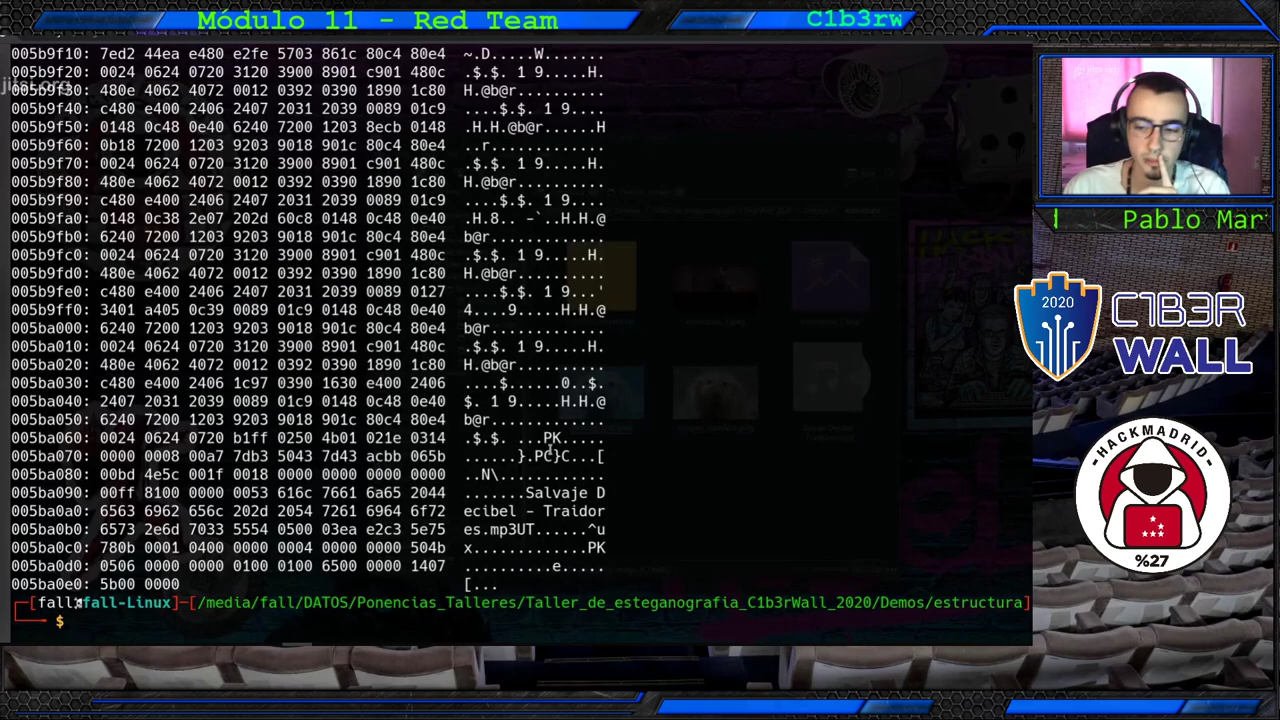 Módulo 11 - Red Team
C1b3rw
jitsi.org
005b9f10: 7ed2 44ea e480 e2fe 5703 861c 80c4 80e4 ~.D.....W.......
005b9f20: 0024 0624 0720 3120 3900 8901 c901 480c .$.$. 1 9.....H.
005b9f30: 480e 4062 4072 0012 0392 0390 1890 1c80 H.@b@r..........
005b9f40: c480 e400 2406 2407 2031 2039 0089 01c9 ....$.$. 1 9....
005b9f50: 0148 0c48 0e40 6240 7200 1203 8ecb 0148 .H.H.@b@r......H
005b9f60: 0b18 7200 1203 9203 9018 901c 80c4 80e4 ..r.............
005b9f70: 0024 0624 0720 3120 3900 8901 c901 480c .$.$. 1 9.....H.
005b9f80: 480e 4062 4072 0012 0392 0390 1890 1c80 H.@b@r..........
005b9f90: c480 e400 2406 2407 2031 2039 0089 01c9 ....$.$. 1 9....
005b9fa0: 0148 0c38 2e07 202d 60c8 0148 0c48 0e40 .H.8.. -`..H.H.@
005b9fb0: 6240 7200 1203 9203 9018 901c 80c4 80e4 b@r.............
005b9fc0: 0024 0624 0720 3120 3900 8901 c901 480c .$.$. 1 9.....H.
005b9fd0: 480e 4062 4072 0012 0392 0390 1890 1c80 H.@b@r..........
005b9fe0: c480 e400 2406 2407 2031 2039 0089 0127 ....$.$. 1 9...'
005b9ff0: 3401 a405 0c39 0089 01c9 0148 0c48 0e40 4....9.....H.H.@
005ba000: 6240 7200 1203 9203 9018 901c 80c4 80e4 b@r.............
005ba010: 0024 0624 0720 3120 3900 8901 c901 480c .$.$. 1 9.....H.
005ba020: 480e 4062 4072 0012 0392 0390 1890 1c80 H.@b@r..........
005ba030: c480 e400 2406 1c97 0390 1630 e400 2406 ....$......0..$.
005ba040: 2407 2031 2039 0089 01c9 0148 0c48 0e40 $. 1 9.....H.H.@
005ba050: 6240 7200 1203 9203 9018 901c 80c4 80e4 b@r.............
005ba060: 0024 0624 0720 b1ff 0250 4b01 021e 0314 .$.$. ...PK.....
005ba070: 0000 0008 00a7 7db3 5043 7d43 acbb 065b ......}.PC}C...[
005ba080: 00bd 4e5c 001f 0018 0000 0000 0000 0000 ..N\............
005ba090: 00ff 8100 0000 0053 616c 7661 6a65 2044 .......Salvaje D
005ba0a0: 6563 6962 656c 202d 2054 7261 6964 6f72 ecibel - Traidor
005ba0b0: 6573 2e6d 7033 5554 0500 03ea e2c3 5e75 es.mp3UT......^u
005ba0c0: 780b 0001 0400 0000 0004 0000 0000 504b x.............PK
005ba0d0: 0506 0000 0000 0100 0100 6500 0000 1407 ..........e.....
005ba0e0: 5b00 0000 [...
[fall@fall-Linux]-[/media/fall/DATOS/Ponencias_Talleres/Taller_de_esteganografia_C1b3rWall_2020/Demos/estructura]
$
Pablo Mar
2020
C1B3R
WALL
HACKMADRID
%27